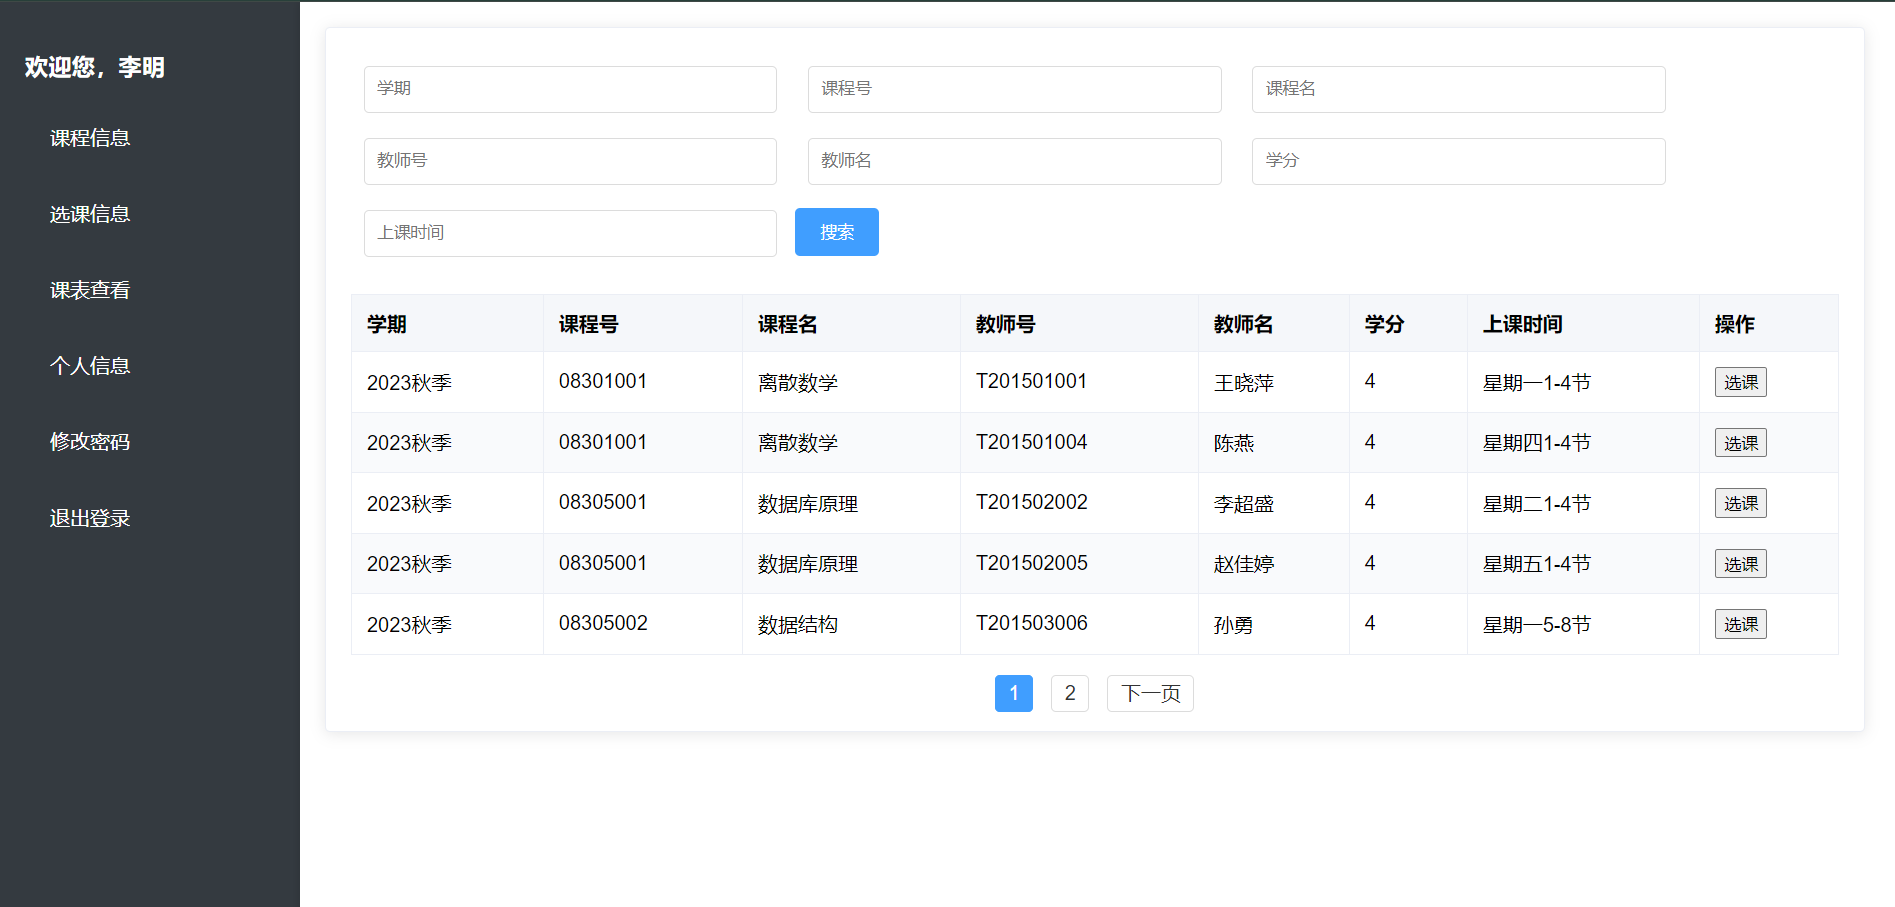 欢迎您，李明
课程信息
选课信息
课表查看
个人信息
修改密码
退出登录
学期 课程号 课程名
教师号 教师名 学分
上课时间 搜索
学期 课程号 课程名 教师号 教师名 学分 上课时间 操作
2023秋季 08301001 离散数学 T201501001 王晓萍 4 星期一1-4节 选课
2023秋季 08301001 离散数学 T201501004 陈燕 4 星期四1-4节 选课
2023秋季 08305001 数据库原理 T201502002 李超盛 4 星期二1-4节 选课
2023秋季 08305001 数据库原理 T201502005 赵佳婷 4 星期五1-4节 选课
2023秋季 08305002 数据结构 T201503006 孙勇 4 星期一5-8节 选课
1 2 下一页